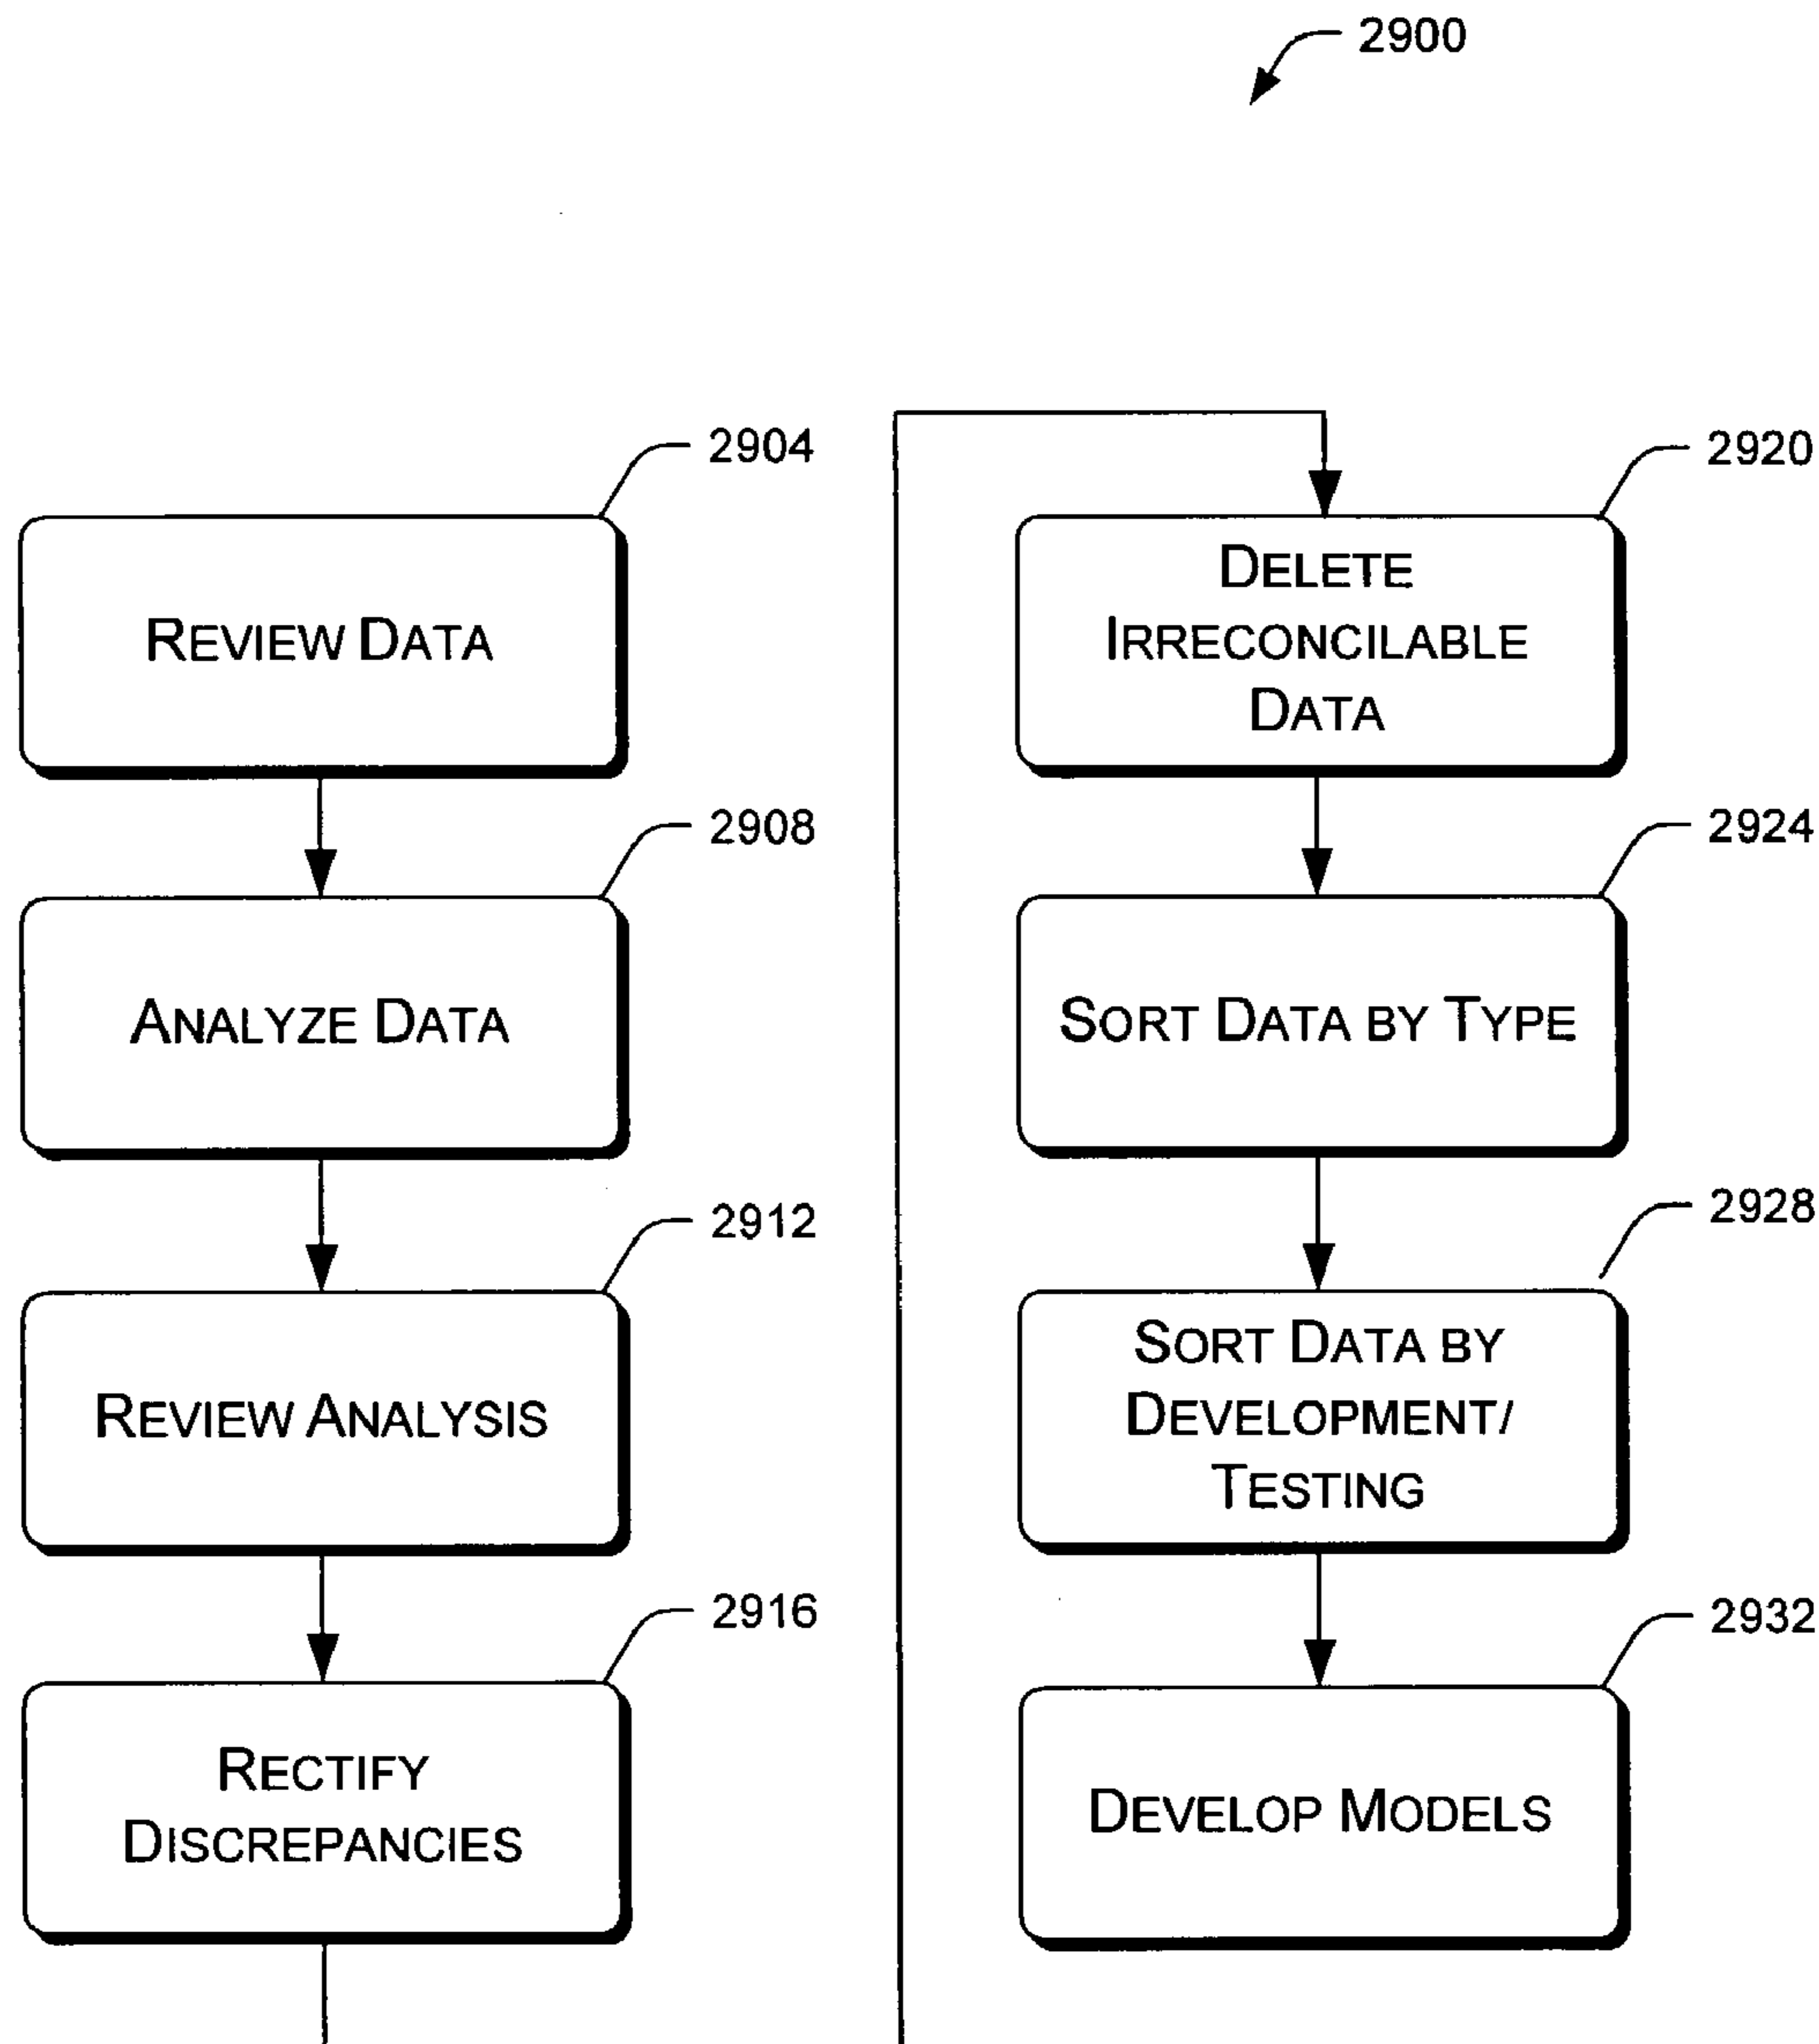 2900
2904
REVIEW DATA
2908
ANALYZE DATA
2912
REVIEW ANALYSIS
2916
RECTIFY
DISCREPANCIES
2920
DELETE
IRRECONCILABLE
DATA
2924
SORT DATA BY TYPE
2928
SORT DATA BY
DEVELOPMENT/
TESTING
2932
DEVELOP MODELS